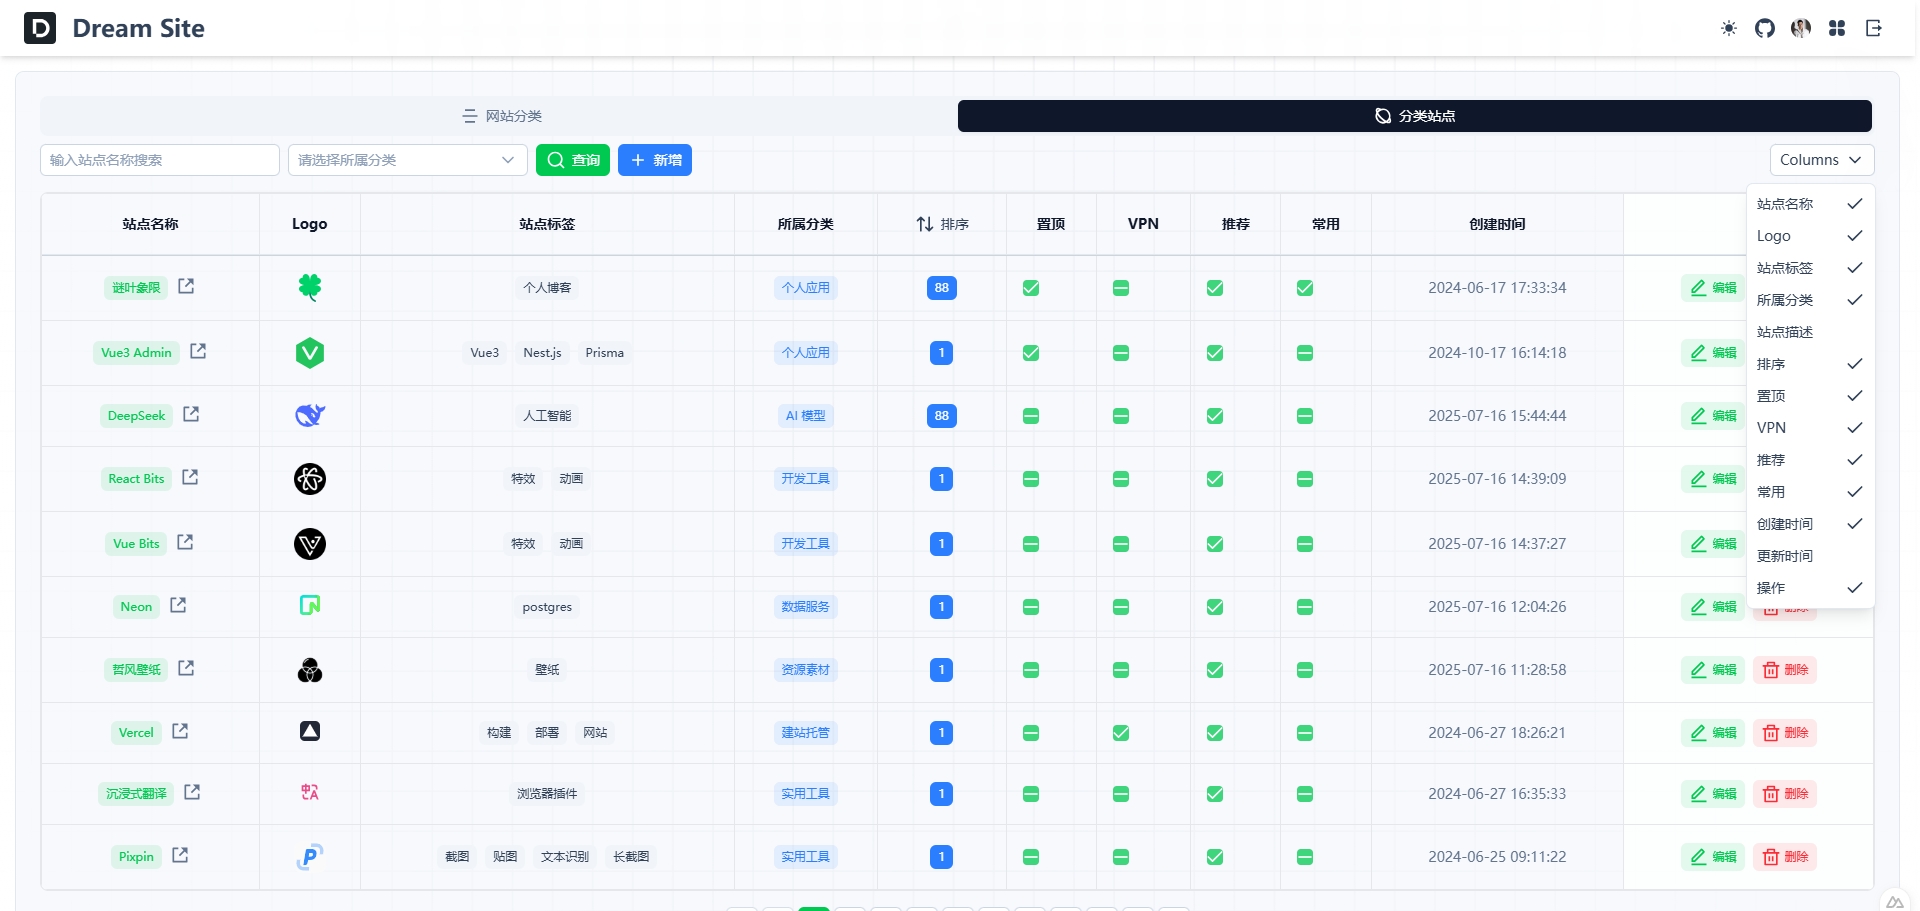 D Dream Site
网站分类
分类站点
输入站点名称搜索 请选择所属分类 查询 新增 Columns
站点名称 Logo 站点标签 所属分类 排序 置顶 VPN 推荐 常用 创建时间
谜叶象限 个人博客 个人应用 88 2024-06-17 17:33:34 编辑
Vue3 Admin Vue3 Nest.js Prisma 个人应用 1 2024-10-17 16:14:18 编辑
DeepSeek 人工智能 AI 模型 88 2025-07-16 15:44:44 编辑
React Bits 特效 动画 开发工具 1 2025-07-16 14:39:09 编辑
Vue Bits 特效 动画 开发工具 1 2025-07-16 14:37:27 编辑
Neon postgres 数据服务 1 2025-07-16 12:04:26 编辑 删除
哲风壁纸 壁纸 资源素材 1 2025-07-16 11:28:58 编辑 删除
Vercel 构建 部署 网站 建站托管 1 2024-06-27 18:26:21 编辑 删除
沉浸式翻译 中A 浏览器插件 实用工具 1 2024-06-27 16:35:33 编辑 删除
Pixpin P 截图 贴图 文本识别 长截图 实用工具 1 2024-06-25 09:11:22 编辑 删除
站点名称
Logo
站点标签
所属分类
站点描述
排序
置顶
VPN
推荐
常用
创建时间
更新时间
操作